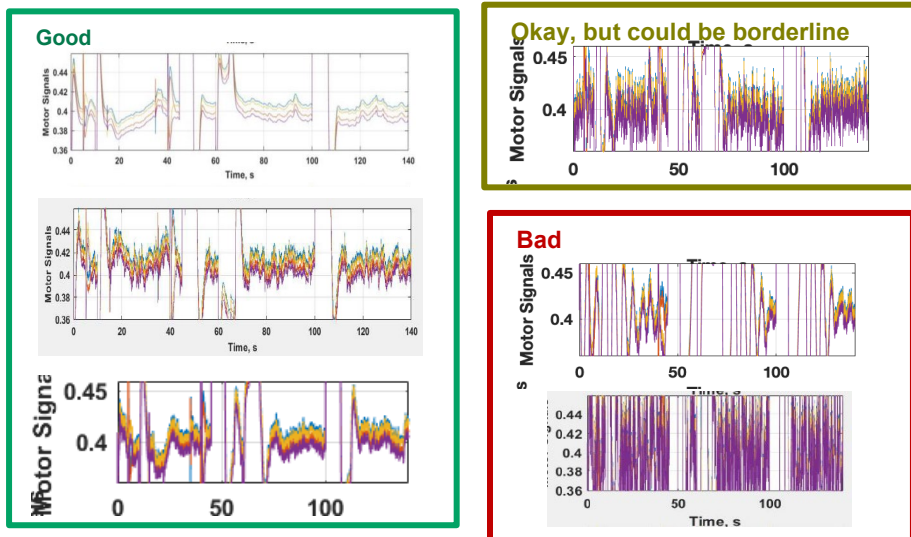 Good
Time, s
Motor Signals
0.44
0.42
0.4
0.38
0.36
0 20 40 60 80 100 120 140
Time, s
Motor Signals
0.44
0.42
0.4
0.38
0.36
0 20 40 60 80 100 120 140
Time, s
Motor Signa
0.45
0.4
0 50 100
Okay, but could be borderline
Time, s
Motor Signals
0.45
0.4
0 50 100
s
Bad
Time, s
Motor Signals
0.45
0.4
0 50 100
s
Time, s
0.44
0.42
0.4
0.38
0.36
0 50 100
Time, s